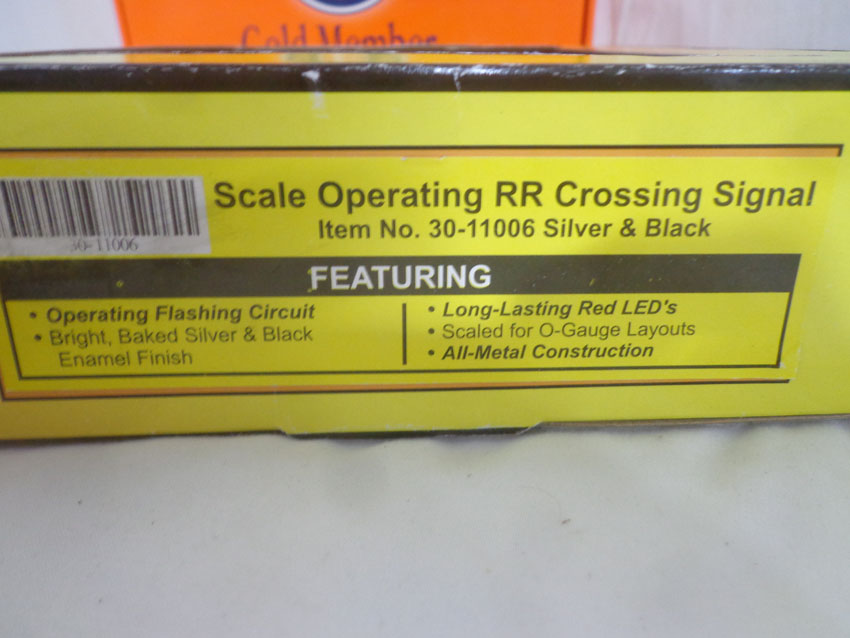 Gold Member
Scale Operating RR Crossing Signal
30-11006
Item No. 30-11006 Silver & Black
FEATURING
• Operating Flashing Circuit
• Bright, Baked Silver & Black
Enamel Finish
• Long-Lasting Red LED's
• Scaled for O-Gauge Layouts
• All-Metal Construction